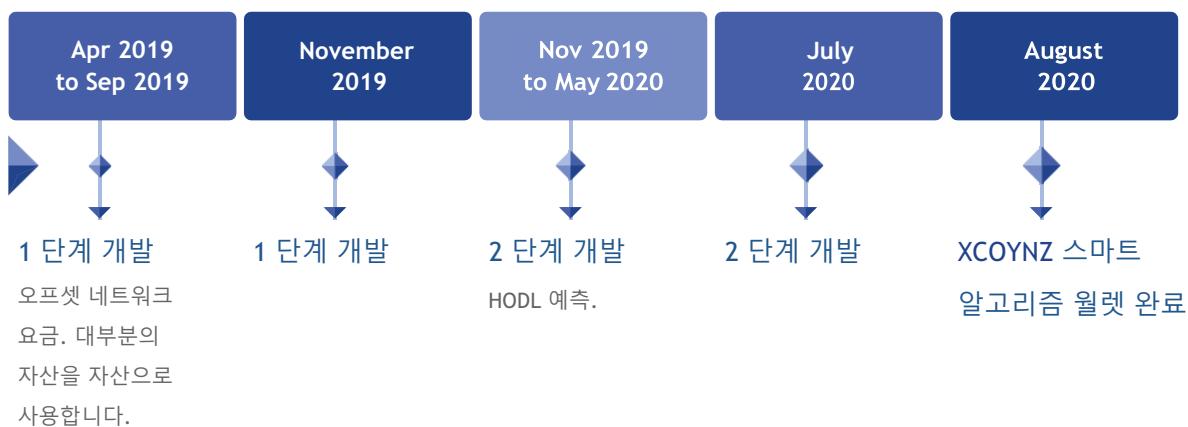 Apr 2019
to Sep 2019
November
2019
Nov 2019
to May 2020
July
2020
August
2020
1 단계 개발
오프셋 네트워크
요금. 대부분의
자산을 자산으로
사용합니다.
1 단계 개발
2 단계 개발
HODL 예측.
2 단계 개발
XCOYNZ 스마트
알고리즘 월렛 완료